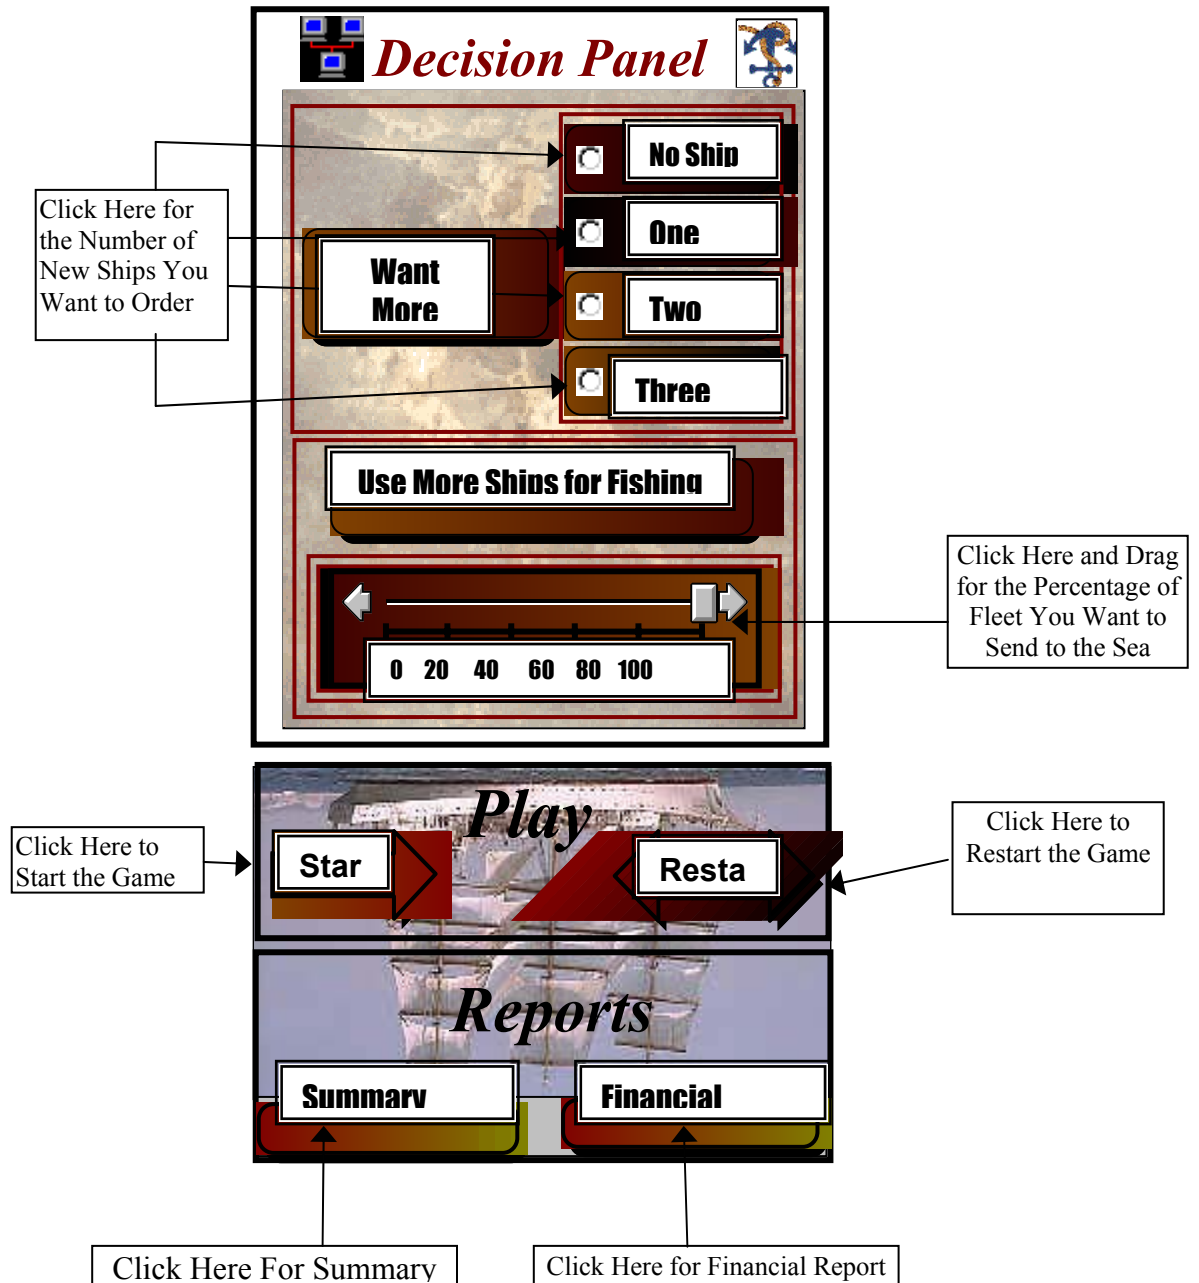 Decision Panel
No Ship
One
Two
Three
Want
More
Click Here for
the Number of
New Ships You
Want to Order
Use More Ships for Fishing
0 20 40 60 80 100
Click Here and Drag
for the Percentage of
Fleet You Want to
Send to the Sea
Play
Star
Resta
Click Here to
Start the Game
Click Here to
Restart the Game
Reports
Summary
Financial
Click Here For Summary
Click Here for Financial Report